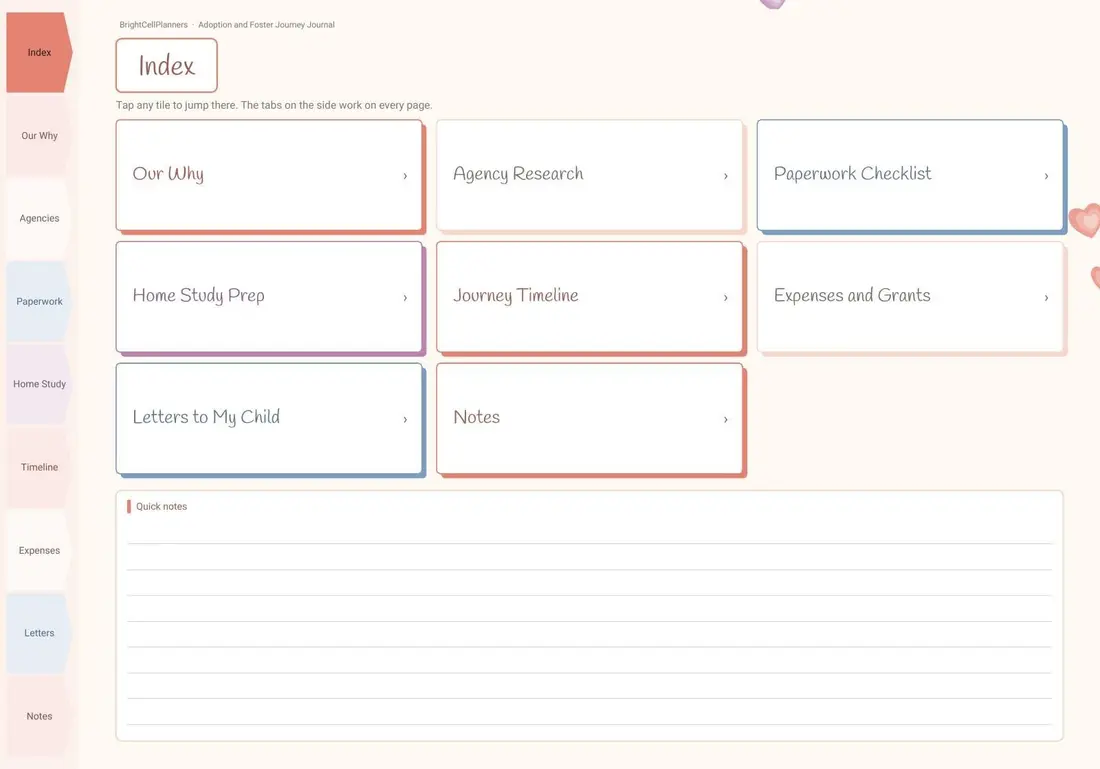 BrightCellPlanners · Adoption and Foster Journey Journal
Index
Tap any tile to jump there. The tabs on the side work on every page.
Index
Our Why
Agencies
Paperwork
Home Study
Timeline
Expenses
Letters
Notes
Our Why ›
Agency Research ›
Paperwork Checklist ›
Home Study Prep ›
Journey Timeline ›
Expenses and Grants ›
Letters to My Child ›
Notes ›
Quick notes